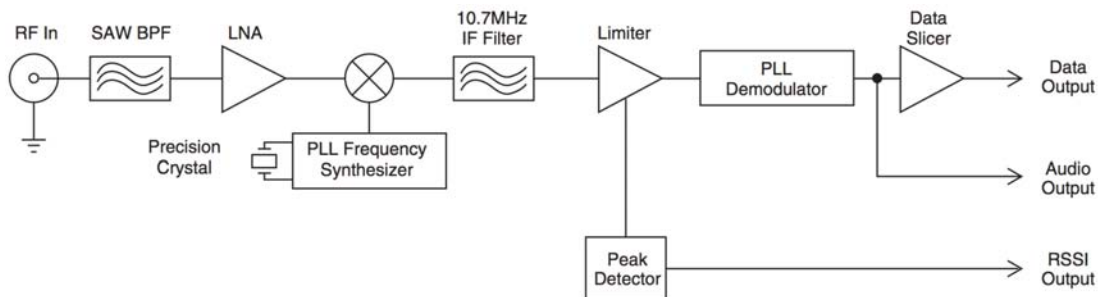 RF In
SAW BPF
LNA
10.7MHz
IF Filter
Limiter
Data
Slicer
PLL
Demodulator
Data
Output
Precision
Crystal
PLL Frequency
Synthesizer
Audio
Output
Peak
Detector
RSSI
Output